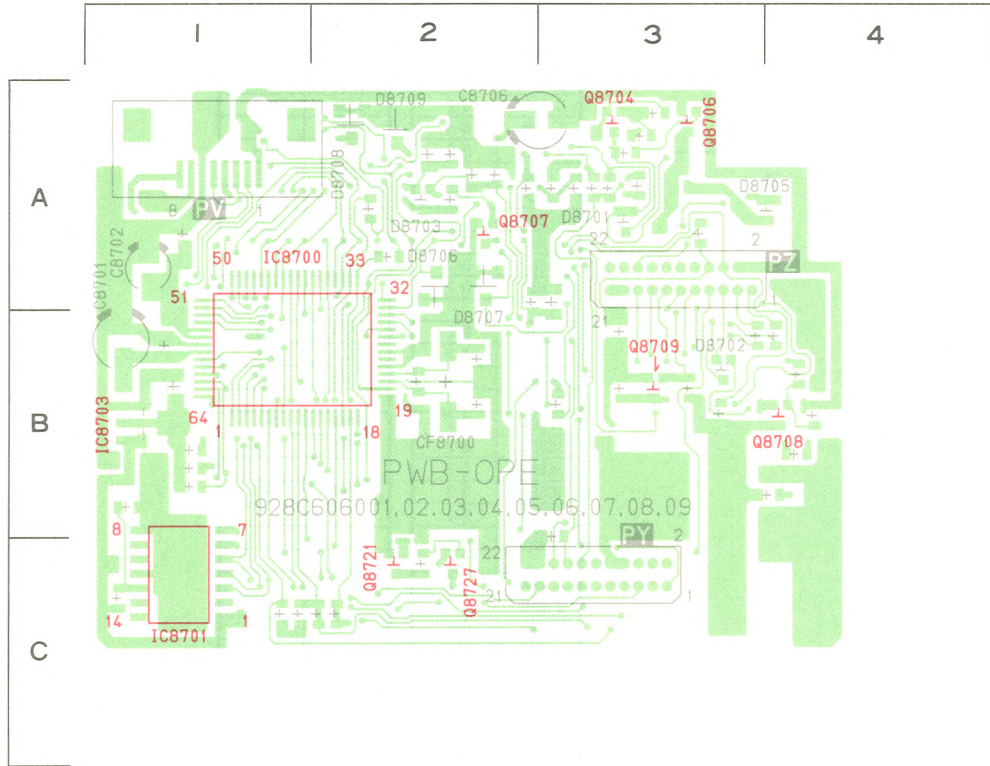 1 2 3 4
A
B
C
D8709
C8706
Q8704
Q8706
D8708
D8705
8 PV 1
D8703
Q8707
D8701
C8702
C8701
50 IC8700 33
D8706
22 2
PZ
51
32
1
D8707
21
Q8709
D8702
IC8703
64
1
19
18
CF8700
Q8708
PWB-OPE
928C606001,02,03,04,05,06,07,08,09
8 7
PY 2
22
Q8721
Q8727
21 1
14 1
IC8701